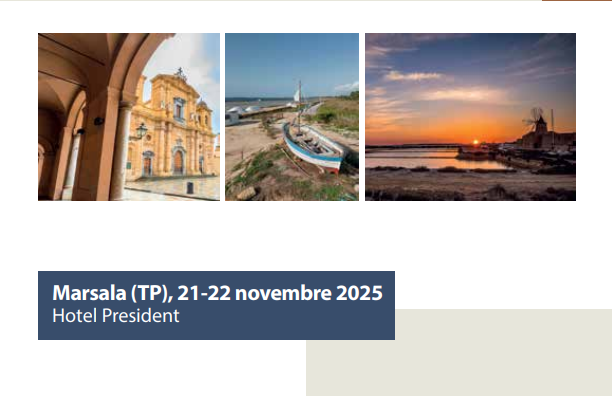 Marsala (TP), 21-22 novembre 2025
Hotel President